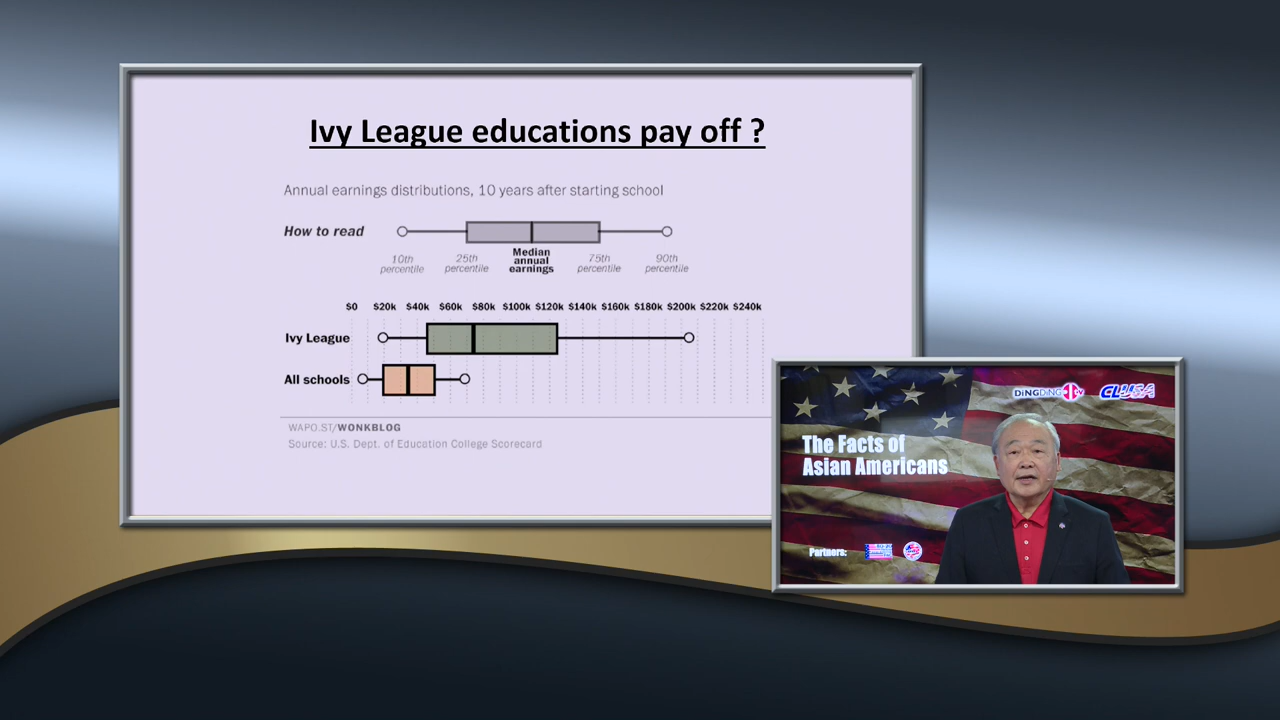 Ivy League educations pay off ?
Annual earnings distributions, 10 years after starting school
How to read
10th
percentile
25th
percentile
Median
annual
earnings
75th
percentile
90th
percentile
$0 $20k $40k $60k $80k $100k $120k $140k $160k $180k $200k $220k $240k
Ivy League
All schools
WAPO.ST/WONKBLOG
Source: U.S. Dept. of Education College Scorecard
DiNGDiNG TV
CLUSA
The Facts of
Asian Americans
Partners: